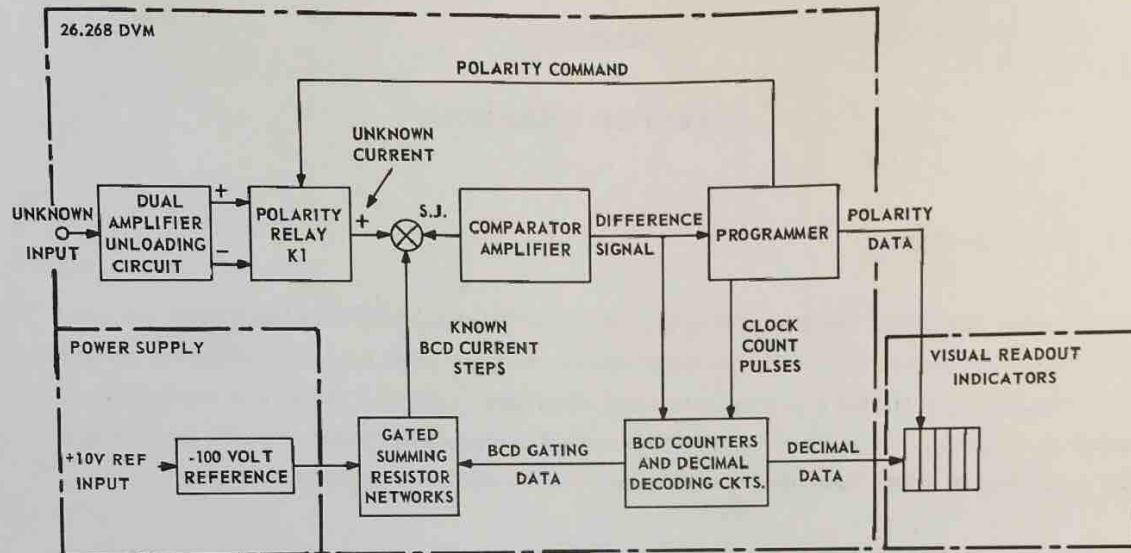 26.268 DVM
POLARITY COMMAND
UNKNOWN
CURRENT
UNKNOWN
INPUT
DUAL
AMPLIFIER
UNLOADING
CIRCUIT
+
−
POLARITY
RELAY
K1
+
S.J.
COMPARATOR
AMPLIFIER
DIFFERENCE
SIGNAL
PROGRAMMER
POLARITY
DATA
POWER SUPPLY
KNOWN
BCD CURRENT
STEPS
CLOCK
COUNT
PULSES
VISUAL READOUT
INDICATORS
+10V REF
INPUT
-100 VOLT
REFERENCE
GATED
SUMMING
RESISTOR
NETWORKS
BCD GATING
DATA
BCD COUNTERS
AND DECIMAL
DECODING CKTS.
DECIMAL
DATA